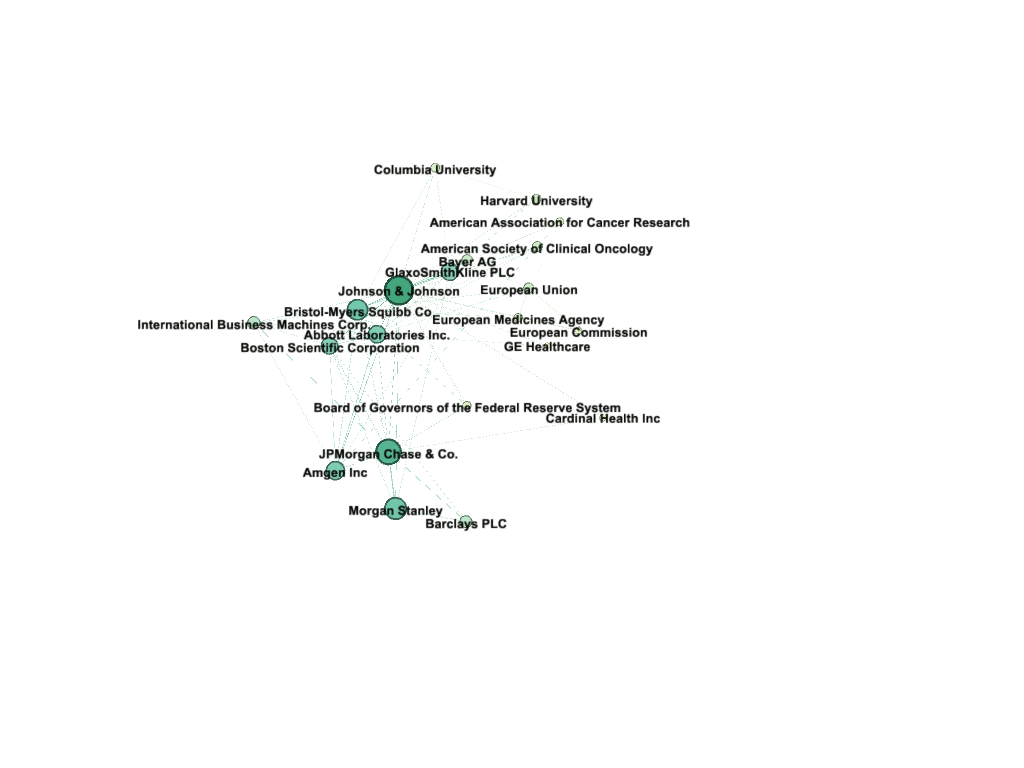 Columbia University
Harvard University
American Association for Cancer Research
American Society of Clinical Oncology
Bayer AG
GlaxoSmithKline PLC
European Union
Johnson & Johnson
Bristol-Myers Squibb Co.
European Medicines Agency
International Business Machines Corp.
European Commission
Abbott Laboratories Inc.
GE Healthcare
Boston Scientific Corporation
Board of Governors of the Federal Reserve System
Cardinal Health Inc
JPMorgan Chase & Co.
Amgen Inc
Morgan Stanley
Barclays PLC